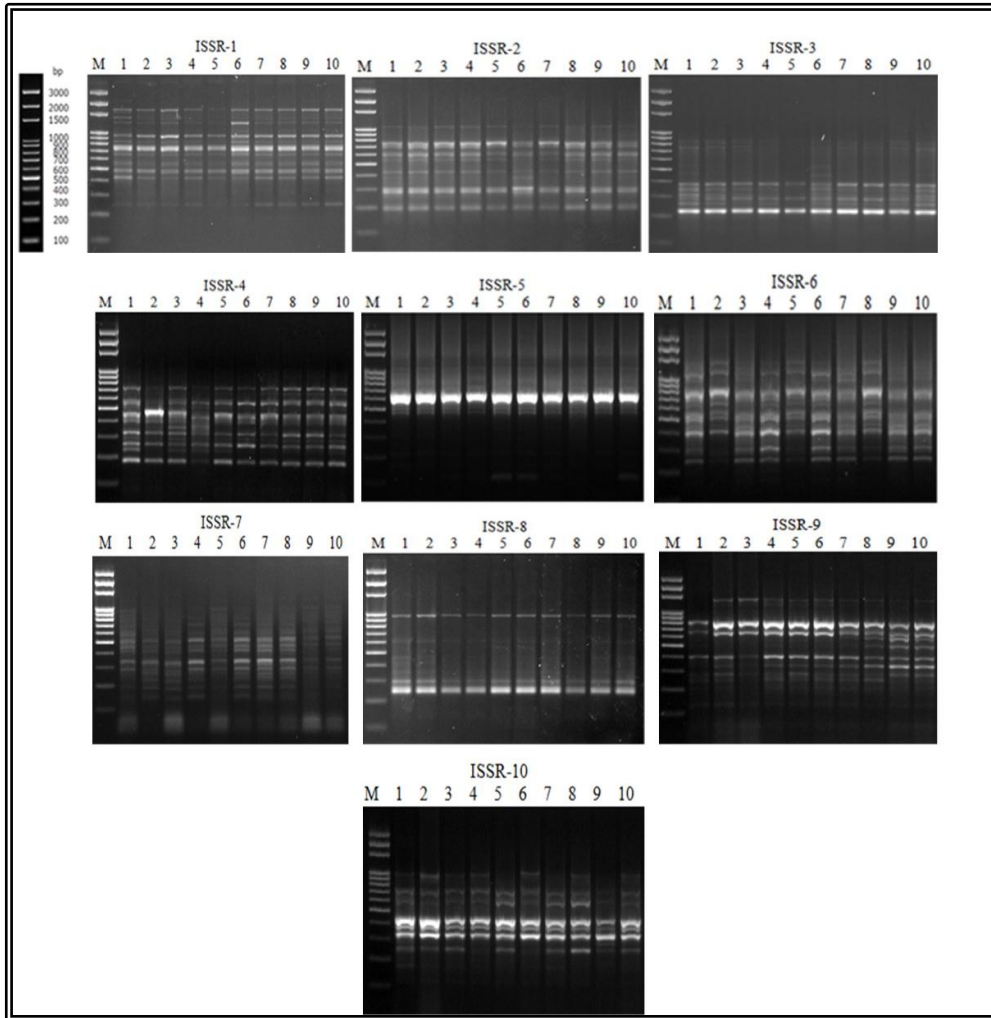 ISSR-1
M 1 2 3 4 5 6 7 8 9 10
ISSR-2
M 1 2 3 4 5 6 7 8 9 10
ISSR-3
M 1 2 3 4 5 6 7 8 9 10
bp
3000
2000
1500
1000
900
800
700
600
500
400
300
200
100
ISSR-4
M 1 2 3 4 5 6 7 8 9 10
ISSR-5
M 1 2 3 4 5 6 7 8 9 10
ISSR-6
M 1 2 3 4 5 6 7 8 9 10
ISSR-7
M 1 2 3 4 5 6 7 8 9 10
ISSR-8
M 1 2 3 4 5 6 7 8 9 10
ISSR-9
M 1 2 3 4 5 6 7 8 9 10
ISSR-10
M 1 2 3 4 5 6 7 8 9 10